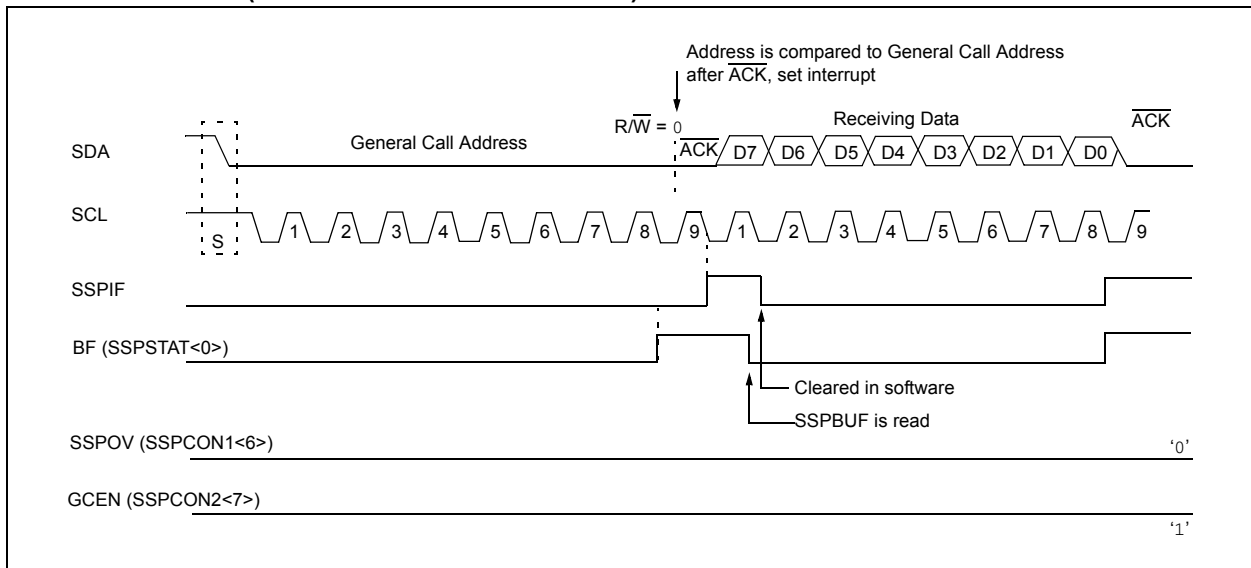 Address is compared to General Call Address
after ACK, set interrupt
R/W = 0
Receiving Data
ACK
SDA
General Call Address
ACK
D7 D6 D5 D4 D3 D2 D1 D0
SCL
S
1 2 3 4 5 6 7 8 9 1 2 3 4 5 6 7 8 9
SSPIF
BF (SSPSTAT<0>)
Cleared in software
SSPBUF is read
SSPOV (SSPCON1<6>)
‘0’
GCEN (SSPCON2<7>)
‘1’